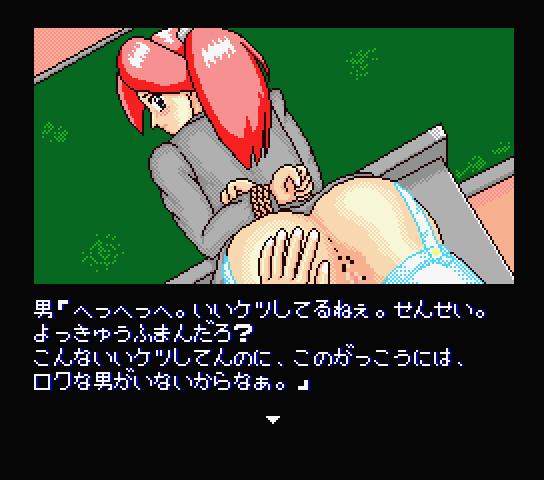 男『へっへっへ。いいケツしてるねぇ。せんせい。
よっきゅうふまんだろ?
こんないいケツしてんのに、このがっこうには、
ロクな男がいないからなぁ。』